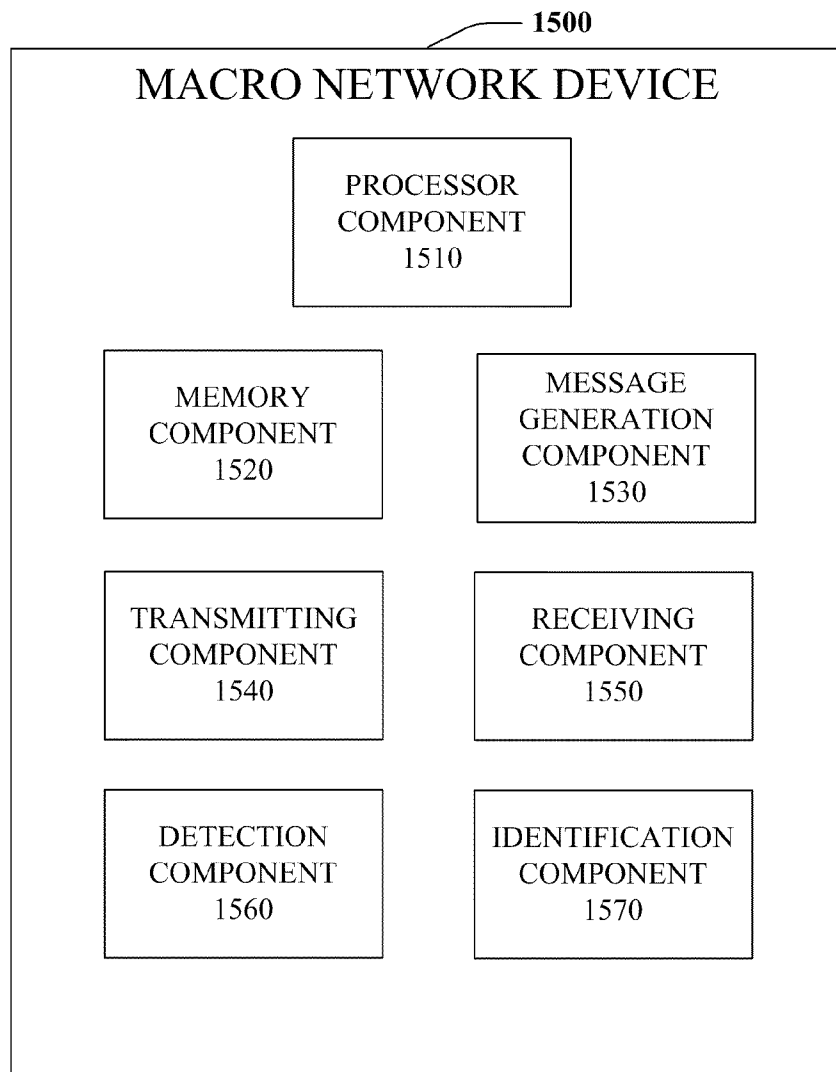 1500
MACRO NETWORK DEVICE
PROCESSOR
COMPONENT
1510
MEMORY
COMPONENT
1520
MESSAGE
GENERATION
COMPONENT
1530
TRANSMITTING
COMPONENT
1540
RECEIVING
COMPONENT
1550
DETECTION
COMPONENT
1560
IDENTIFICATION
COMPONENT
1570